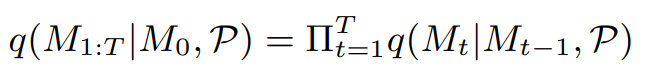 q(M_{1:T}|M_0, \mathcal{P}) = \Pi_{t=1}^{T} q(M_t|M_{t-1}, \mathcal{P})